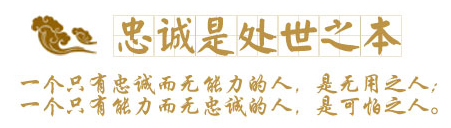 忠诚是处世之本
一个只有忠诚而无能力的人，是无用之人；
一个只有能力而无忠诚的人，是可怕之人。